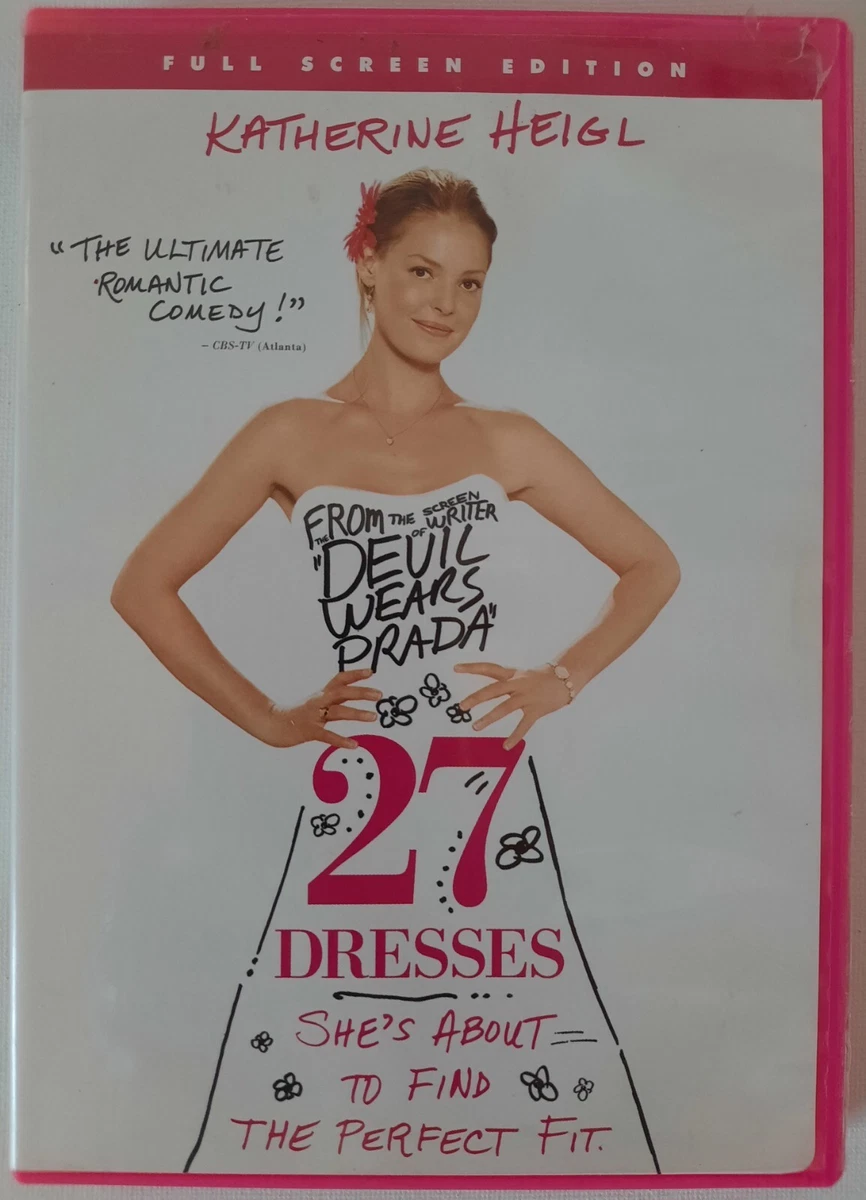 FULL SCREEN EDITION
KATHERINE HEIGL
"THE ULTIMATE
ROMANTIC
COMEDY!"
– CBS-TV (Atlanta)
FROM THE SCREEN
WRITER
OF
THE
"DEVIL
WEARS
PRADA"
27
DRESSES
SHE'S ABOUT
TO FIND
THE PERFECT FIT.